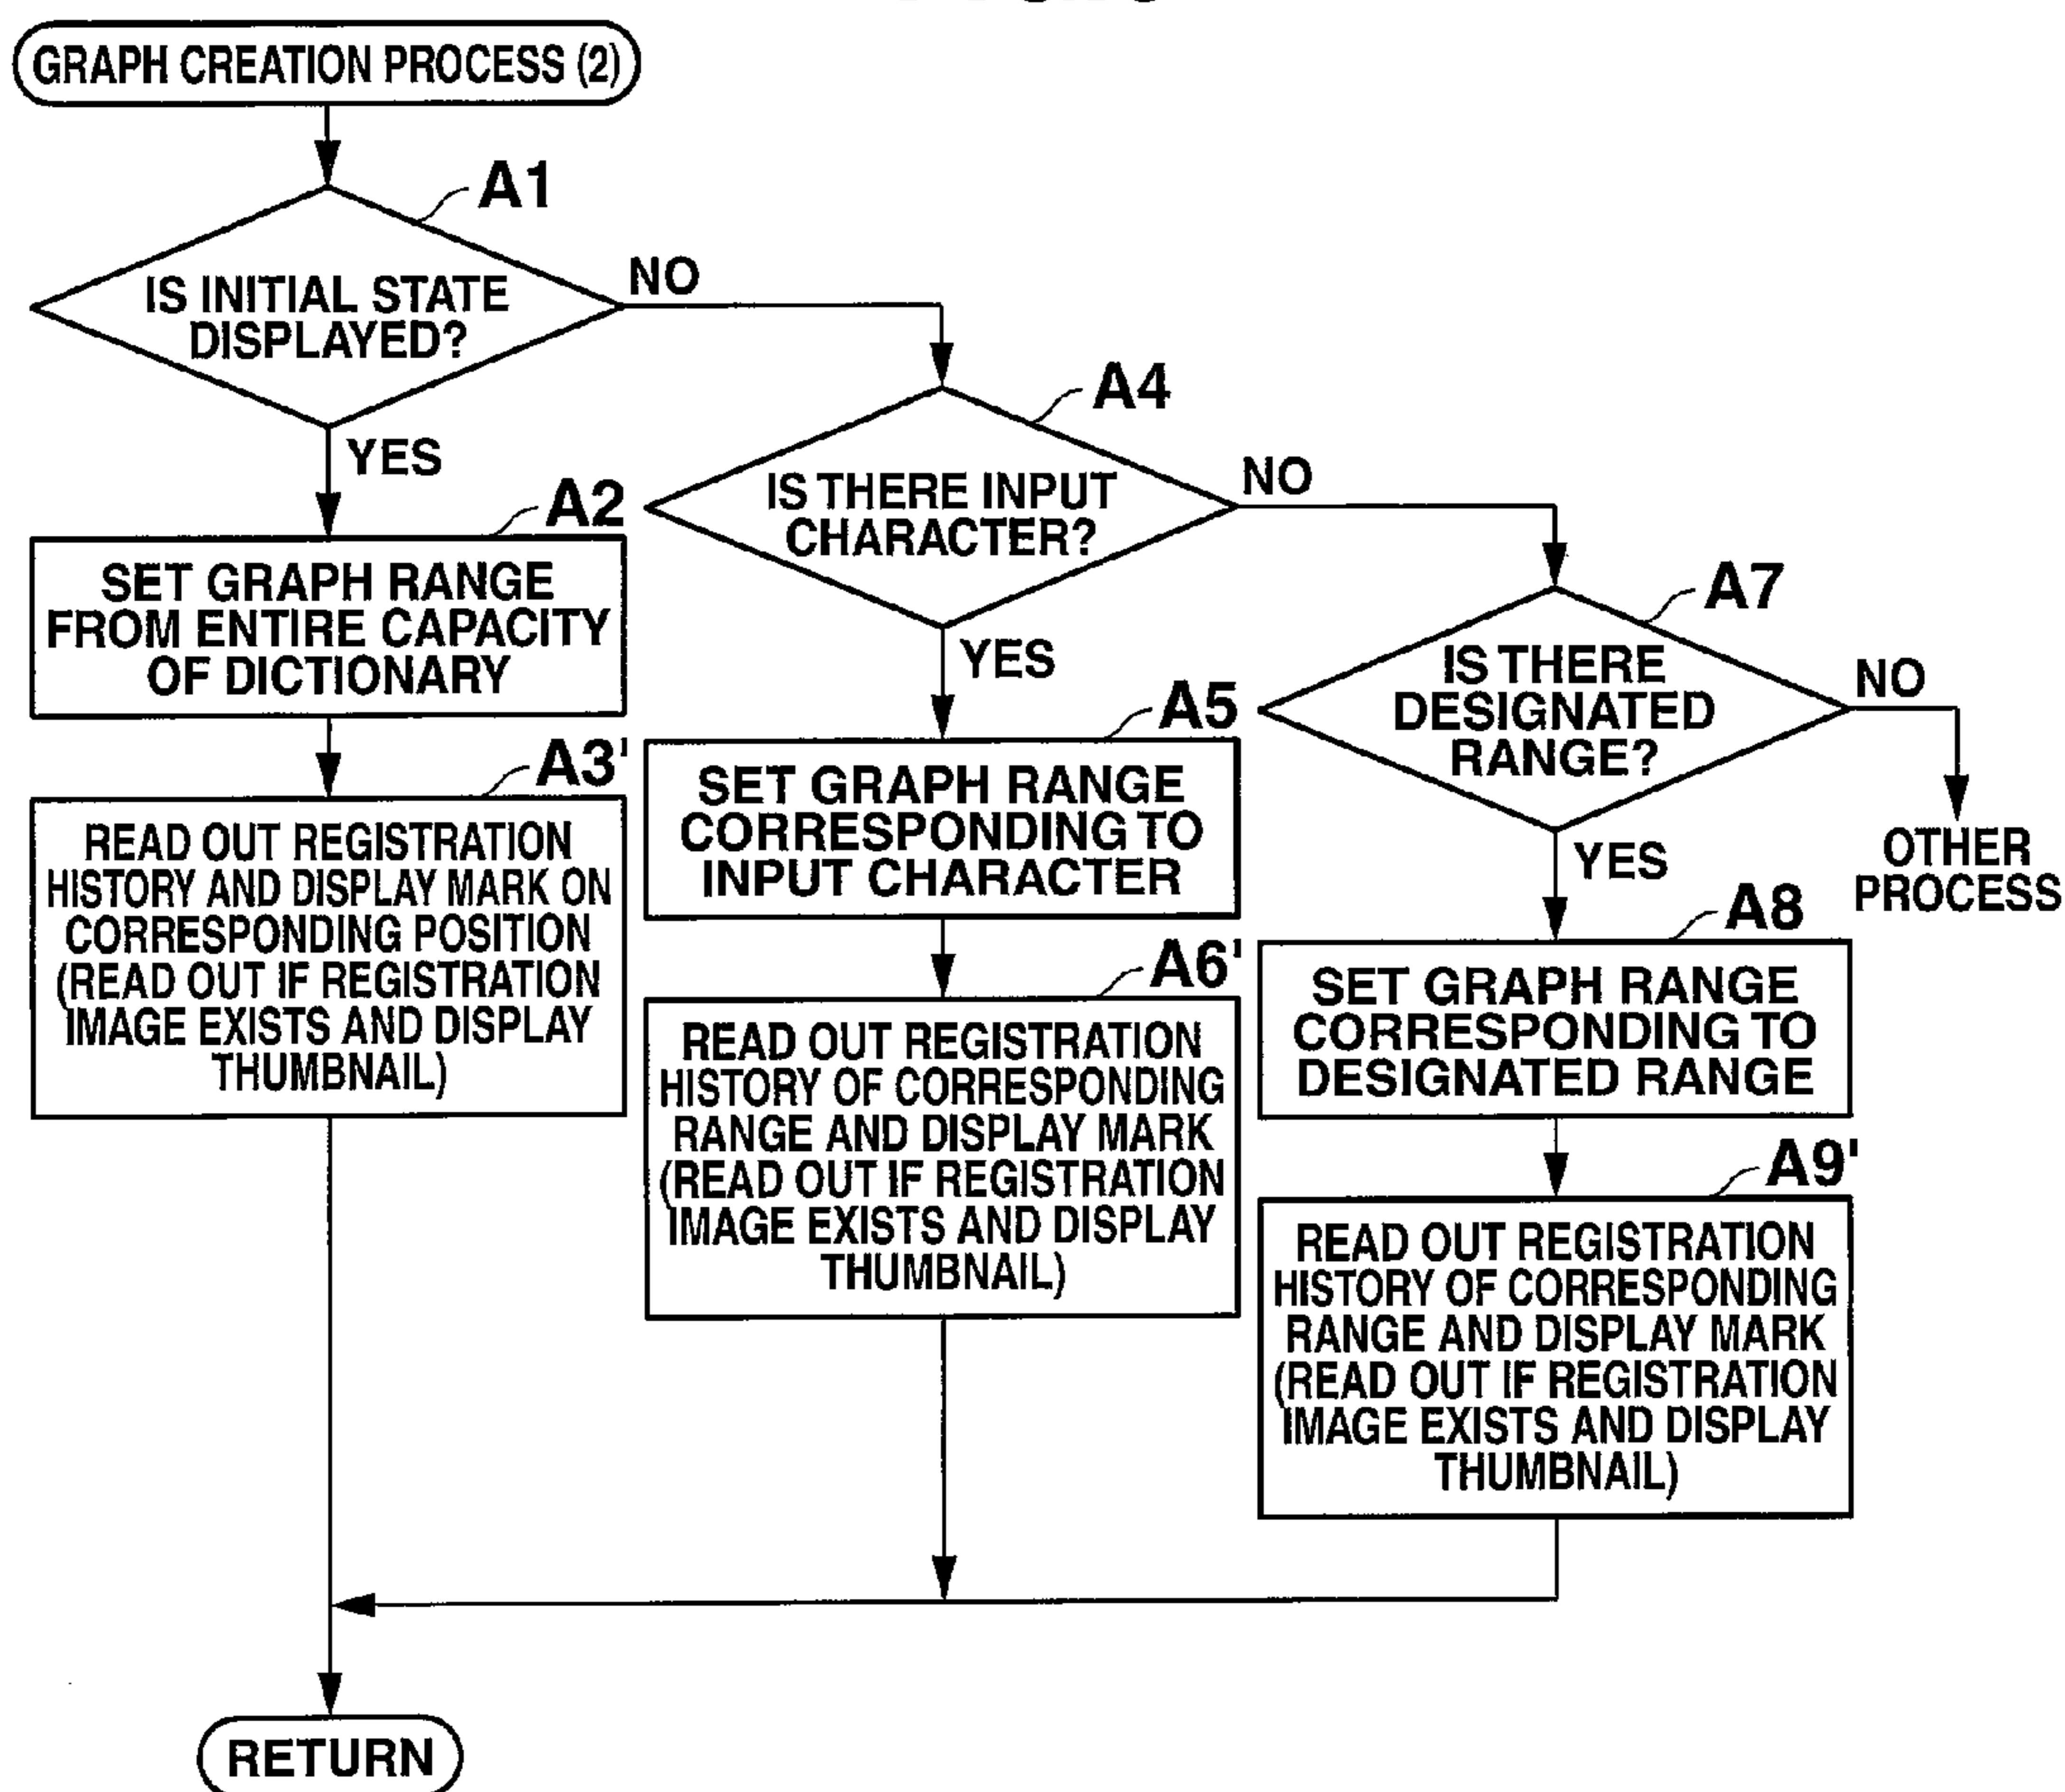 GRAPH CREATION PROCESS (2)
A1
IS INITIAL STATE
DISPLAYED?
NO
YES
A2
SET GRAPH RANGE
FROM ENTIRE CAPACITY
OF DICTIONARY
A3'
READ OUT REGISTRATION
HISTORY AND DISPLAY MARK ON
CORRESPONDING POSITION
(READ OUT IF REGISTRATION
IMAGE EXISTS AND DISPLAY
THUMBNAIL)
A4
IS THERE INPUT
CHARACTER?
NO
YES
A5
SET GRAPH RANGE
CORRESPONDING TO
INPUT CHARACTER
A6'
READ OUT REGISTRATION
HISTORY OF CORRESPONDING
RANGE AND DISPLAY MARK
(READ OUT IF REGISTRATION
IMAGE EXISTS AND DISPLAY
THUMBNAIL)
A7
IS THERE
DESIGNATED
RANGE?
NO
OTHER
PROCESS
YES
A8
SET GRAPH RANGE
CORRESPONDING TO
DESIGNATED RANGE
A9'
READ OUT REGISTRATION
HISTORY OF CORRESPONDING
RANGE AND DISPLAY MARK
(READ OUT IF REGISTRATION
IMAGE EXISTS AND DISPLAY
THUMBNAIL)
RETURN